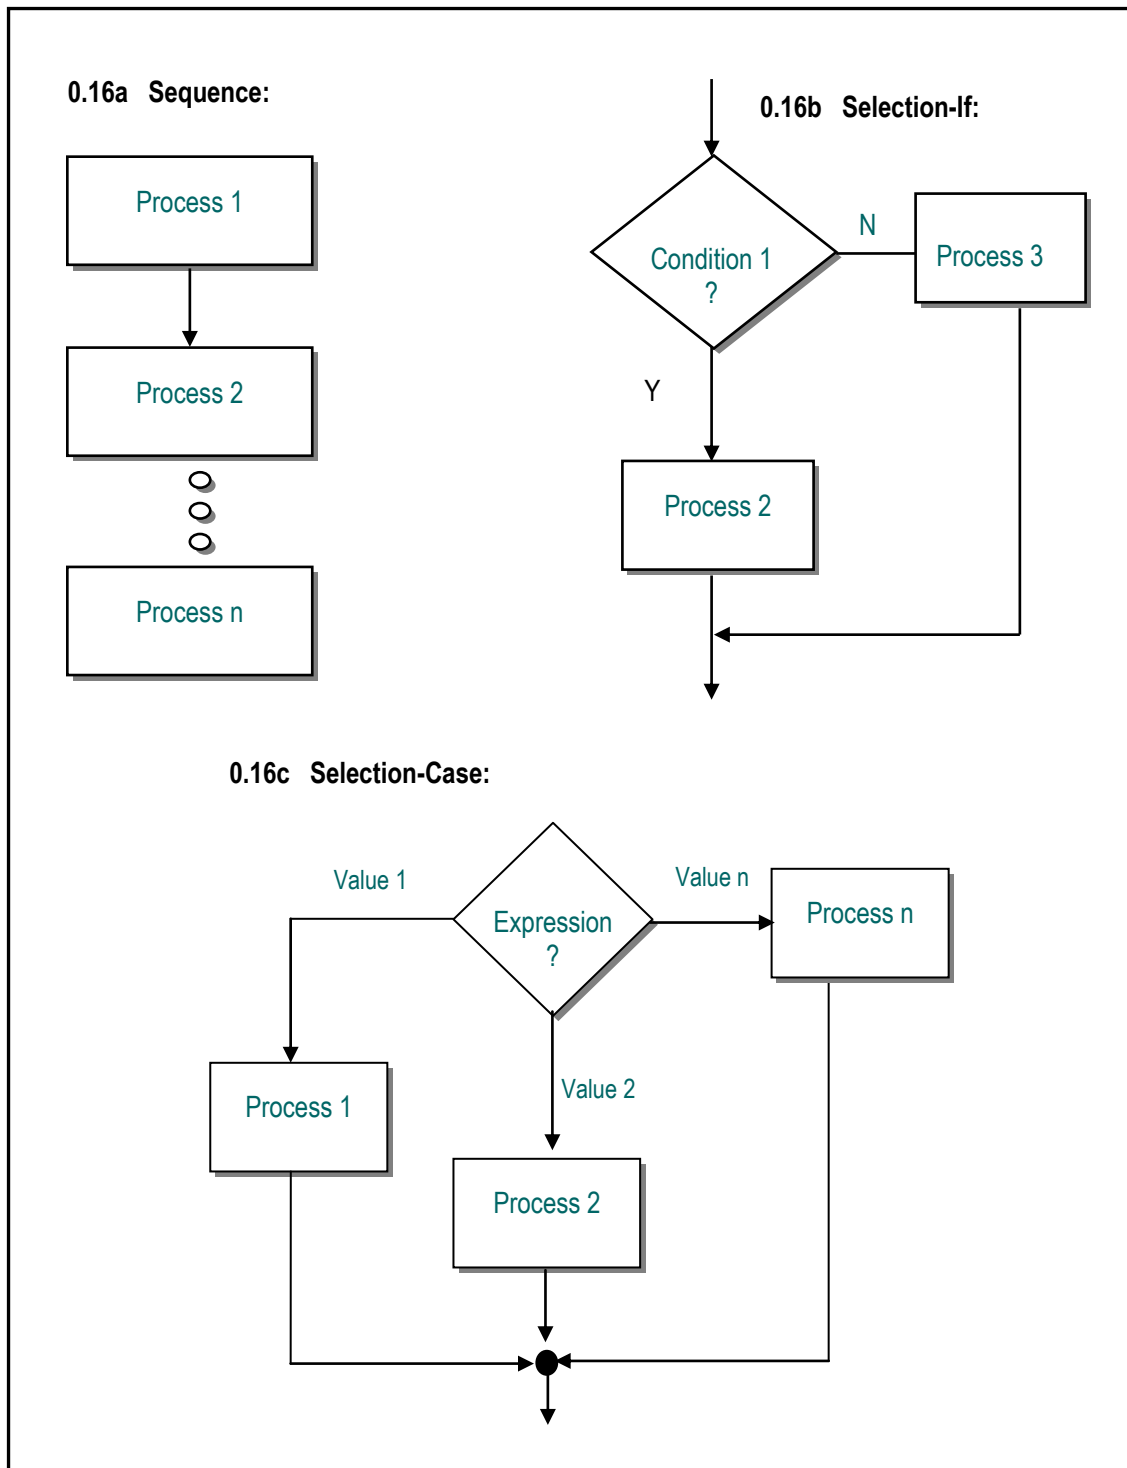 0.16a Sequence:
Process 1
Process 2
Process n
0.16b Selection-If:
Condition 1
?
N
Process 3
Y
Process 2
0.16c Selection-Case:
Value 1
Expression
?
Value n
Process n
Process 1
Value 2
Process 2